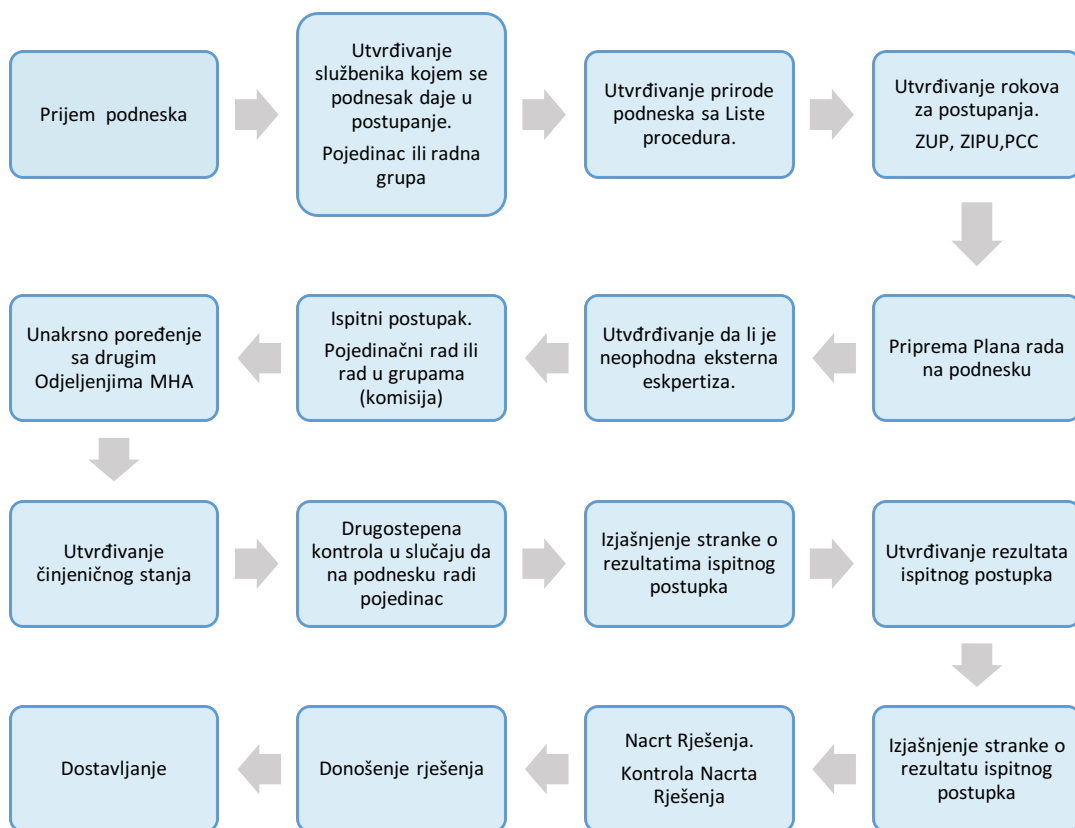 Prijem podneska
Utvrđivanje
službenika kojem se
podnesak daje u
postupanje.
Pojedinac ili radna
grupa
Utvrđivanje prirode
podneska sa Liste
procedura.
Utvrđivanje rokova
za postupanja.
ZUP, ZIPU,PCC
Priprema Plana rada
na podnesku
Utvđrđivanje da li je
neophodna eksterna
eskpertiza.
Ispitni postupak.
Pojedinačni rad ili
rad u grupama
(komisija)
Unakrsno poređenje
sa drugim
Odjeljenjima MHA
Utvrđivanje
činjeničnog stanja
Drugostepena
kontrola u slučaju da
na podnesku radi
pojedinac
Izjašnjenje stranke o
rezultatima ispitnog
postupka
Utvrđivanje rezultata
ispitnog postupka
Izjašnjenje stranke o
rezultatu ispitnog
postupka
Nacrt Rješenja.
Kontrola Nacrta
Rješenja
Donošenje rješenja
Dostavljanje